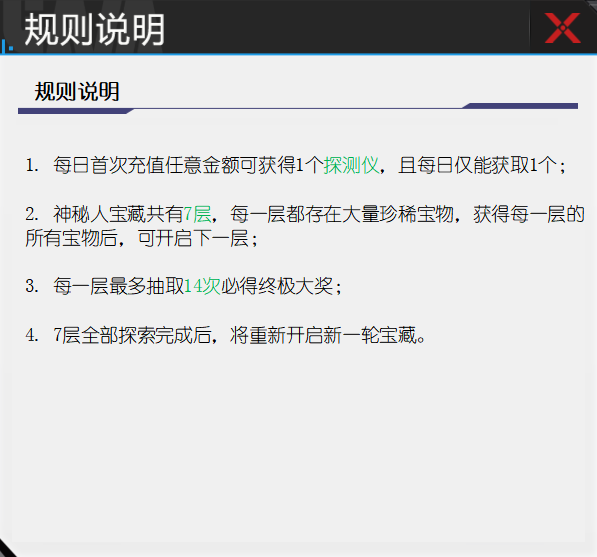 规则说明
规则说明
1. 每日首次充值任意金额可获得1个探测仪，且每日仅能获取1个；
2. 神秘人宝藏共有7层，每一层都存在大量珍稀宝物，获得每一层的
所有宝物后，可开启下一层；
3. 每一层最多抽取14次必得终极大奖；
4. 7层全部探索完成后，将重新开启新一轮宝藏。